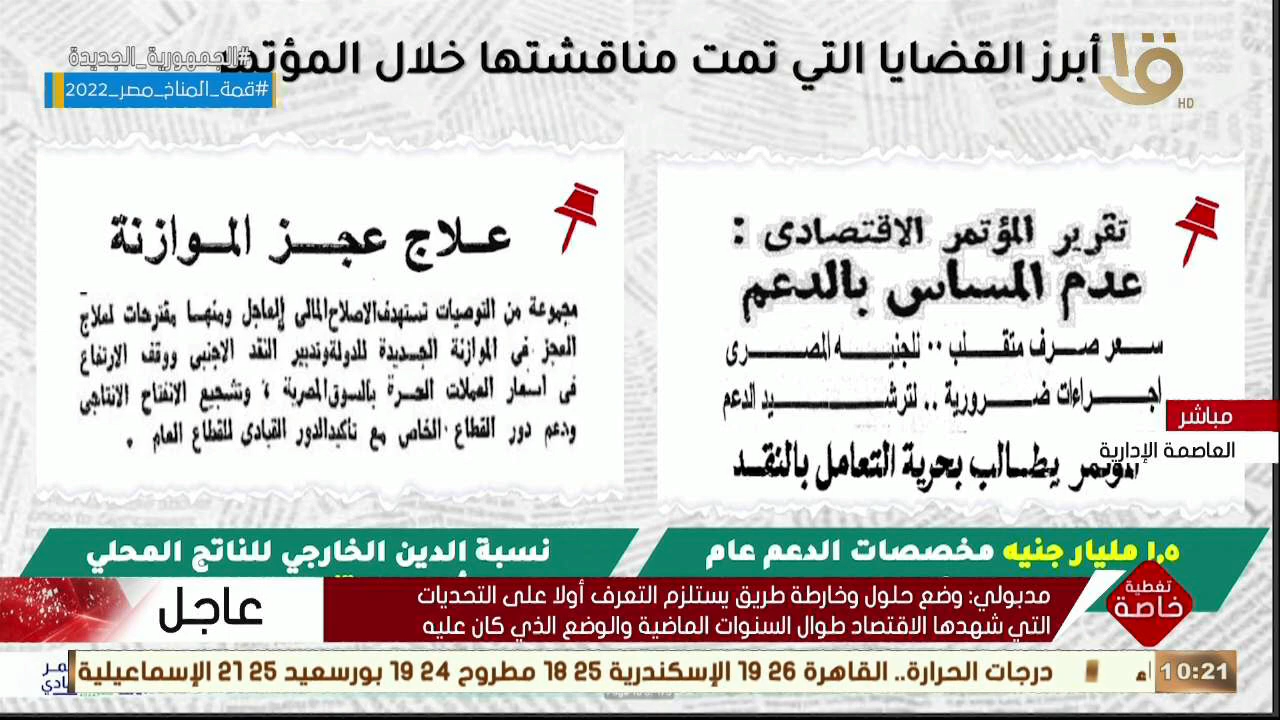 أبرز القضايا التي تمت مناقشتها خلال المؤتمر
#الجمهورية_الجديدة
#قمة_المناخ_مصر_2022
HD
تقرير المؤتمر الاقتصادى :
عدم المساس بالدعم
سعر صرف متقلب .. للجنيه المصرى
اجراءات ضرورية .. لترشيد الدعم
المؤتمر يطالب بحرية التعامل بالنقد
علاج عجز الموازنة
مجموعة من التوصيات تستهدف الاصلاح المالى العاجل ومنها مقترحات لعلاج
العجز في الموازنة الجديدة للدولة وتدبير النقد الاجنبى ووقف الارتفاع
فى اسعار العملات الحرة بالسوق المصرية ، وتشجيع الانفتاح الانتاجى
ودعم دور القطاع الخاص مع تأكيد الدور القيادى للقطاع العام .
مباشر
العاصمة الإدارية
١.٥ مليار جنيه مخصصات الدعم عام
نسبة الدين الخارجي للناتج المحلي
تغطية
خاصة
عاجل
مدبولي: وضع حلول وخارطة طريق يستلزم التعرف أولا على التحديات
التي شهدها الاقتصاد طوال السنوات الماضية والوضع الذي كان عليه
10:21
درجات الحرارة.. القاهرة 26 19 الإسكندرية 25 18 مطروح 24 19 بورسعيد 25 21 الإسماعيلية